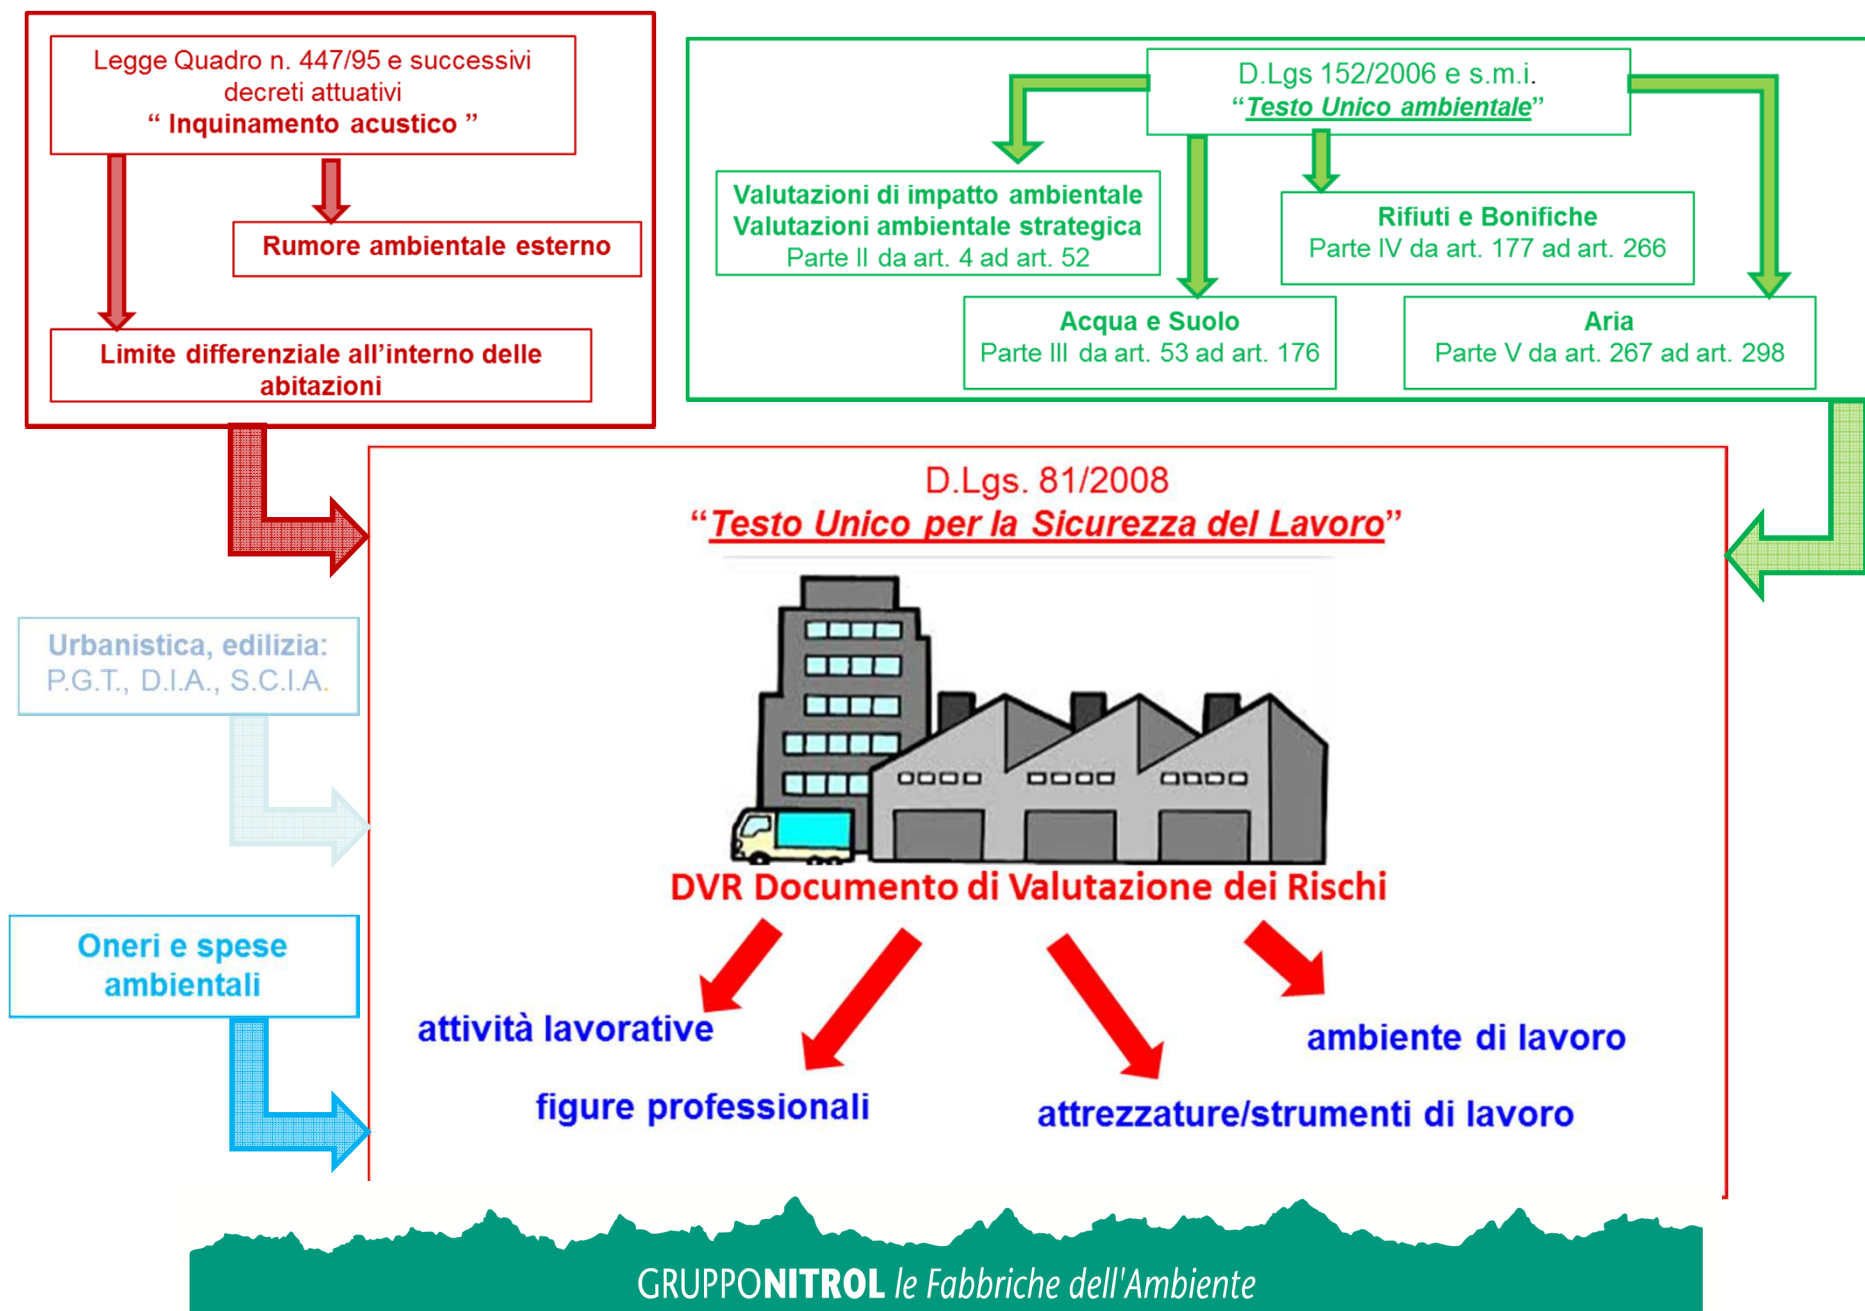 Legge Quadro n. 447/95 e successivi
decreti attuativi
“ Inquinamento acustico ”
Rumore ambientale esterno
Limite differenziale all’interno delle
abitazioni
D.Lgs 152/2006 e s.m.i.
“Testo Unico ambientale”
Valutazioni di impatto ambientale
Valutazioni ambientale strategica
Parte II da art. 4 ad art. 52
Rifiuti e Bonifiche
Parte IV da art. 177 ad art. 266
Acqua e Suolo
Parte III da art. 53 ad art. 176
Aria
Parte V da art. 267 ad art. 298
D.Lgs. 81/2008
“Testo Unico per la Sicurezza del Lavoro”
Urbanistica, edilizia:
P.G.T., D.I.A., S.C.I.A.
Oneri e spese
ambientali
DVR Documento di Valutazione dei Rischi
attività lavorative
figure professionali
attrezzature/strumenti di lavoro
ambiente di lavoro
GRUPPONITROL le Fabbriche dell'Ambiente